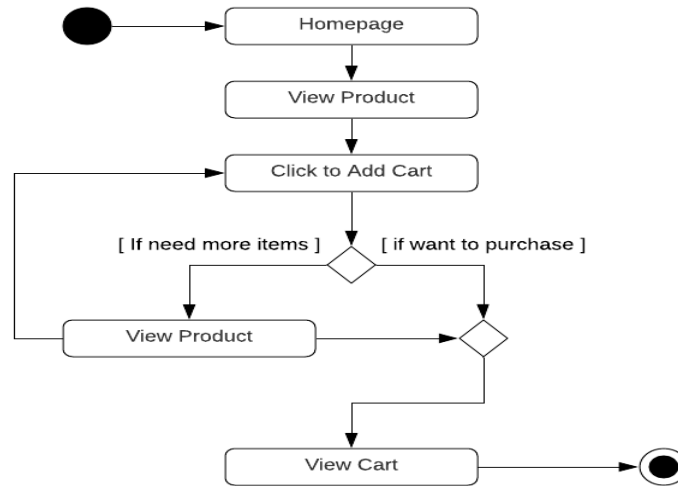 Homepage
View Product
Click to Add Cart
[ If need more items ]
[ if want to purchase ]
View Product
View Cart